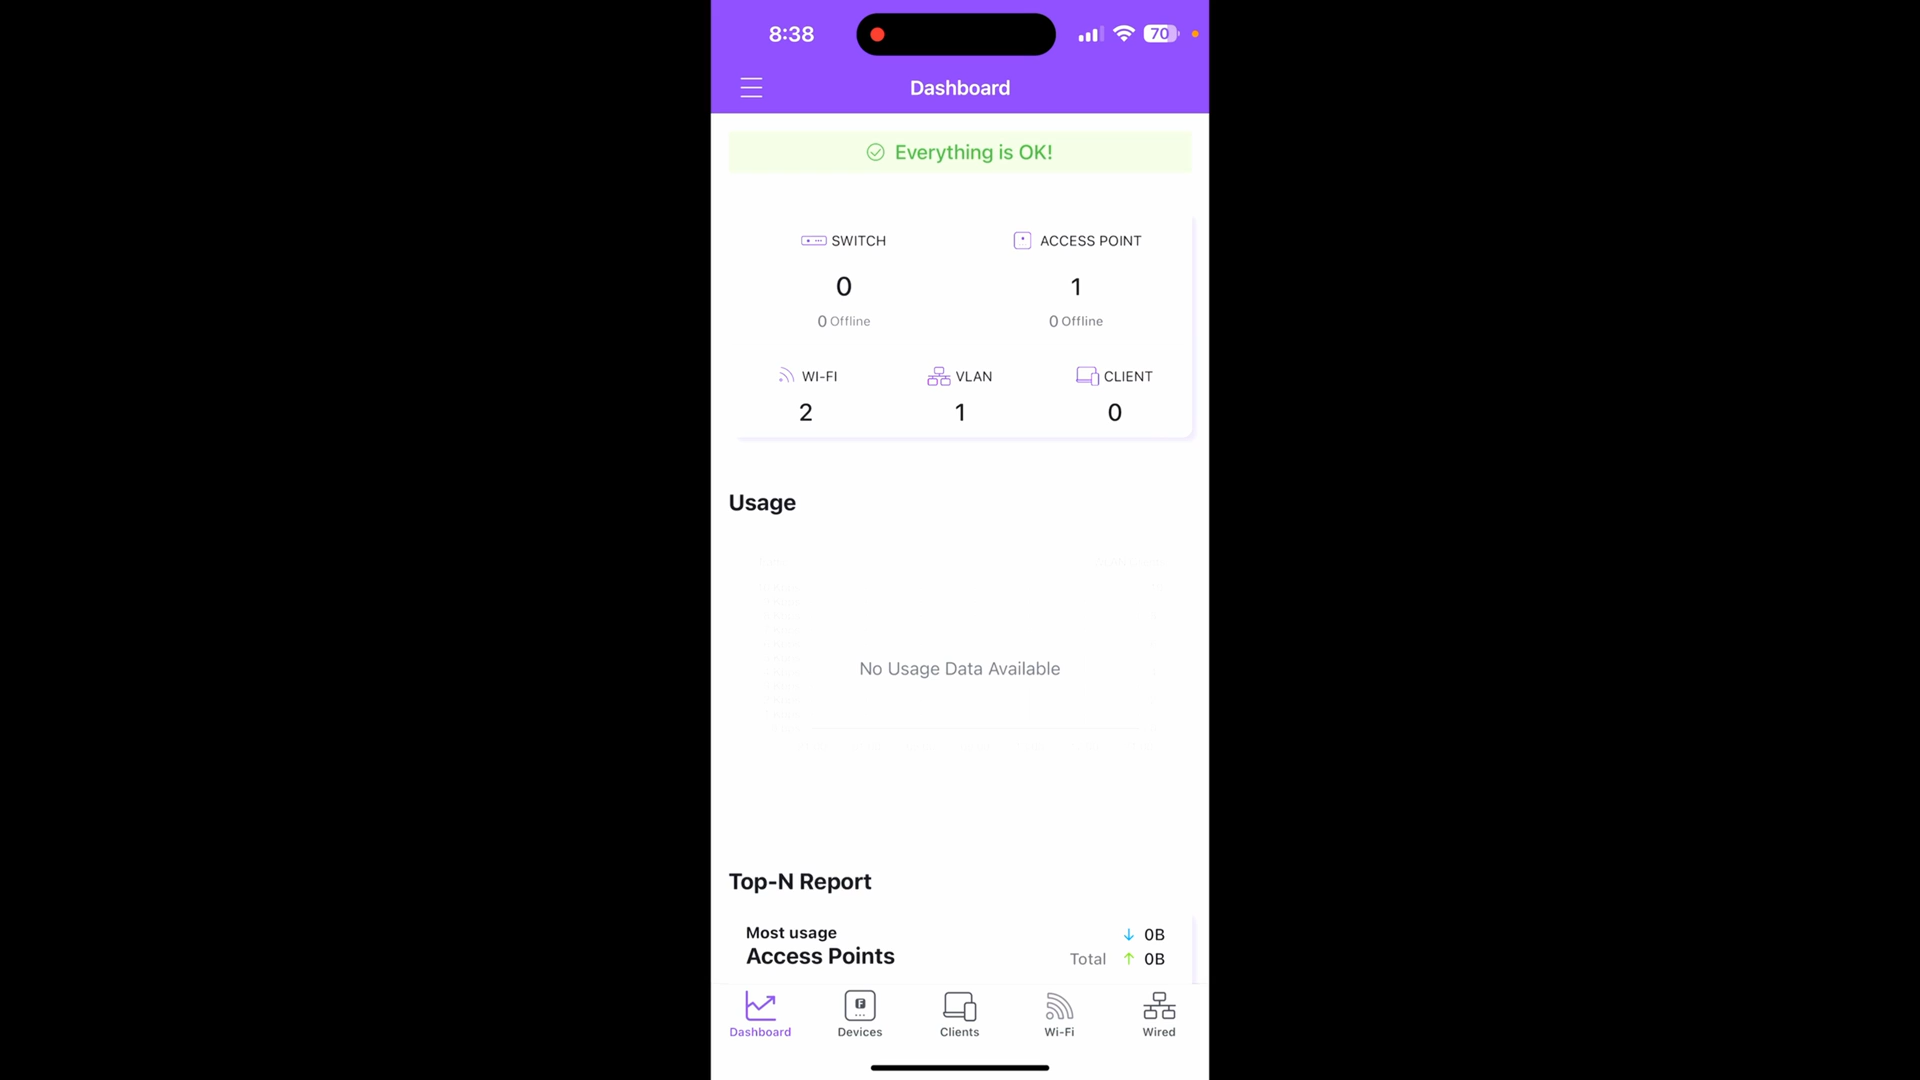 8:38
70
Dashboard
Everything is OK!
SWITCH
ACCESS POINT
0
1
0 Offline
0 Offline
WI-FI
VLAN
CLIENT
2
1
0
Usage
No Usage Data Available
Top-N Report
Most usage
Access Points
0B
Total
0B
Dashboard
Devices
Clients
Wi-Fi
Wired